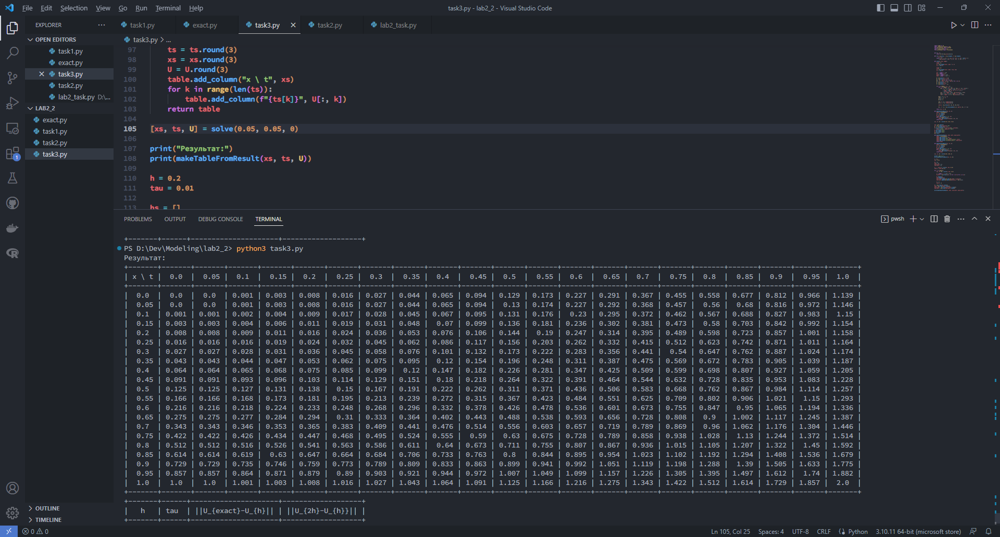 File Edit Selection View Go Run Terminal Help
task3.py - lab2_2 - Visual Studio Code
EXPLORER
OPEN EDITORS
task1.py
exact.py
task3.py
task2.py
lab2_task.py D:\...
LAB2_2
exact.py
task1.py
task2.py
task3.py
OUTLINE
TIMELINE
1
task1.py exact.py task3.py task2.py lab2_task.py
task3.py > ...
97 ts = ts.round(3)
98 xs = xs.round(3)
99 U = U.round(3)
100 table.add_column("x \ t", xs)
101 for k in range(len(ts)):
102 table.add_column(f"{ts[k]}", U[:, k])
103 return table
104
105 [xs, ts, U] = solve(0.05, 0.05, 0)
106
107 print("Результат:")
108 print(makeTableFromResult(xs, ts, U))
109
110 h = 0.2
111 tau = 0.01
112
113 hs = []
PROBLEMS OUTPUT DEBUG CONSOLE TERMINAL
pwsh
+-------+------+---------------------+-------------------+
PS D:\Dev\Modeling\lab2_2> python3 task3.py
Результат:
+-------+-------+-------+-------+-------+-------+-------+-------+-------+-------+-------+-------+-------+-------+-------+-------+-------+-------+-------+-------+-------+-------+
| x \ t | 0.0 | 0.05 | 0.1 | 0.15 | 0.2 | 0.25 | 0.3 | 0.35 | 0.4 | 0.45 | 0.5 | 0.55 | 0.6 | 0.65 | 0.7 | 0.75 | 0.8 | 0.85 | 0.9 | 0.95 | 1.0 |
+-------+-------+-------+-------+-------+-------+-------+-------+-------+-------+-------+-------+-------+-------+-------+-------+-------+-------+-------+-------+-------+-------+
| 0.0 | 0.0 | 0.0 | 0.001 | 0.003 | 0.008 | 0.016 | 0.027 | 0.044 | 0.065 | 0.094 | 0.129 | 0.173 | 0.227 | 0.291 | 0.367 | 0.455 | 0.558 | 0.677 | 0.812 | 0.966 | 1.139 |
| 0.05 | 0.0 | 0.0 | 0.001 | 0.003 | 0.008 | 0.016 | 0.027 | 0.044 | 0.065 | 0.094 | 0.13 | 0.174 | 0.227 | 0.292 | 0.368 | 0.457 | 0.56 | 0.68 | 0.816 | 0.972 | 1.146 |
| 0.1 | 0.001 | 0.001 | 0.002 | 0.004 | 0.009 | 0.017 | 0.028 | 0.045 | 0.067 | 0.095 | 0.131 | 0.176 | 0.23 | 0.295 | 0.372 | 0.462 | 0.567 | 0.688 | 0.827 | 0.983 | 1.15 |
| 0.15 | 0.003 | 0.003 | 0.004 | 0.006 | 0.011 | 0.019 | 0.031 | 0.048 | 0.07 | 0.099 | 0.136 | 0.181 | 0.236 | 0.302 | 0.381 | 0.473 | 0.58 | 0.703 | 0.842 | 0.992 | 1.154 |
| 0.2 | 0.008 | 0.008 | 0.009 | 0.011 | 0.016 | 0.024 | 0.036 | 0.053 | 0.076 | 0.106 | 0.144 | 0.19 | 0.247 | 0.314 | 0.395 | 0.489 | 0.598 | 0.723 | 0.857 | 1.001 | 1.158 |
| 0.25 | 0.016 | 0.016 | 0.016 | 0.019 | 0.024 | 0.032 | 0.045 | 0.062 | 0.086 | 0.117 | 0.156 | 0.203 | 0.262 | 0.332 | 0.415 | 0.512 | 0.623 | 0.742 | 0.871 | 1.011 | 1.164 |
| 0.3 | 0.027 | 0.027 | 0.028 | 0.031 | 0.036 | 0.045 | 0.058 | 0.076 | 0.101 | 0.132 | 0.173 | 0.222 | 0.283 | 0.356 | 0.441 | 0.54 | 0.647 | 0.762 | 0.887 | 1.024 | 1.174 |
| 0.35 | 0.043 | 0.043 | 0.044 | 0.047 | 0.053 | 0.062 | 0.075 | 0.095 | 0.12 | 0.154 | 0.196 | 0.248 | 0.311 | 0.387 | 0.475 | 0.569 | 0.672 | 0.783 | 0.905 | 1.039 | 1.187 |
| 0.4 | 0.064 | 0.064 | 0.065 | 0.068 | 0.075 | 0.085 | 0.099 | 0.12 | 0.147 | 0.182 | 0.226 | 0.281 | 0.347 | 0.425 | 0.509 | 0.599 | 0.698 | 0.807 | 0.927 | 1.059 | 1.205 |
| 0.45 | 0.091 | 0.091 | 0.093 | 0.096 | 0.103 | 0.114 | 0.129 | 0.151 | 0.18 | 0.218 | 0.264 | 0.322 | 0.391 | 0.464 | 0.544 | 0.632 | 0.728 | 0.835 | 0.953 | 1.083 | 1.228 |
| 0.5 | 0.125 | 0.125 | 0.127 | 0.131 | 0.138 | 0.15 | 0.167 | 0.191 | 0.222 | 0.262 | 0.311 | 0.371 | 0.436 | 0.506 | 0.583 | 0.668 | 0.762 | 0.867 | 0.984 | 1.114 | 1.257 |
| 0.55 | 0.166 | 0.166 | 0.168 | 0.173 | 0.181 | 0.195 | 0.213 | 0.239 | 0.272 | 0.315 | 0.367 | 0.423 | 0.484 | 0.551 | 0.625 | 0.709 | 0.802 | 0.906 | 1.021 | 1.15 | 1.293 |
| 0.6 | 0.216 | 0.216 | 0.218 | 0.224 | 0.233 | 0.248 | 0.268 | 0.296 | 0.332 | 0.378 | 0.426 | 0.478 | 0.536 | 0.601 | 0.673 | 0.755 | 0.847 | 0.95 | 1.065 | 1.194 | 1.336 |
| 0.65 | 0.275 | 0.275 | 0.277 | 0.284 | 0.294 | 0.31 | 0.333 | 0.364 | 0.402 | 0.443 | 0.488 | 0.538 | 0.593 | 0.656 | 0.728 | 0.808 | 0.9 | 1.002 | 1.117 | 1.245 | 1.387 |
| 0.7 | 0.343 | 0.343 | 0.346 | 0.353 | 0.365 | 0.383 | 0.409 | 0.441 | 0.476 | 0.514 | 0.556 | 0.603 | 0.657 | 0.719 | 0.789 | 0.869 | 0.96 | 1.062 | 1.176 | 1.304 | 1.446 |
| 0.75 | 0.422 | 0.422 | 0.426 | 0.434 | 0.447 | 0.468 | 0.495 | 0.524 | 0.555 | 0.59 | 0.63 | 0.675 | 0.728 | 0.789 | 0.858 | 0.938 | 1.028 | 1.13 | 1.244 | 1.372 | 1.514 |
| 0.8 | 0.512 | 0.512 | 0.516 | 0.526 | 0.541 | 0.563 | 0.586 | 0.611 | 0.64 | 0.673 | 0.711 | 0.755 | 0.807 | 0.867 | 0.936 | 1.015 | 1.105 | 1.207 | 1.322 | 1.45 | 1.592 |
| 0.85 | 0.614 | 0.614 | 0.619 | 0.63 | 0.647 | 0.664 | 0.684 | 0.706 | 0.733 | 0.763 | 0.8 | 0.844 | 0.895 | 0.954 | 1.023 | 1.102 | 1.192 | 1.294 | 1.408 | 1.536 | 1.679 |
| 0.9 | 0.729 | 0.729 | 0.735 | 0.746 | 0.759 | 0.773 | 0.789 | 0.809 | 0.833 | 0.863 | 0.899 | 0.941 | 0.992 | 1.051 | 1.119 | 1.198 | 1.288 | 1.39 | 1.505 | 1.633 | 1.775 |
| 0.95 | 0.857 | 0.857 | 0.864 | 0.871 | 0.879 | 0.89 | 0.903 | 0.921 | 0.944 | 0.972 | 1.007 | 1.049 | 1.099 | 1.157 | 1.226 | 1.305 | 1.395 | 1.497 | 1.612 | 1.74 | 1.882 |
| 1.0 | 1.0 | 1.0 | 1.001 | 1.003 | 1.008 | 1.016 | 1.027 | 1.043 | 1.064 | 1.091 | 1.125 | 1.166 | 1.216 | 1.275 | 1.343 | 1.422 | 1.512 | 1.614 | 1.729 | 1.857 | 2.0 |
+-------+-------+-------+-------+-------+-------+-------+-------+-------+-------+-------+-------+-------+-------+-------+-------+-------+-------+-------+-------+-------+-------+
+-------+------+---------------------+-------------------+
| h | tau | ||U_{exact}-U_{h}|| | ||U_{2h}-U_{h}}|| |
+-------+------+---------------------+-------------------+
0 0
Ln 105, Col 25 Spaces: 4 UTF-8 CRLF Python 3.10.11 64-bit (microsoft store)